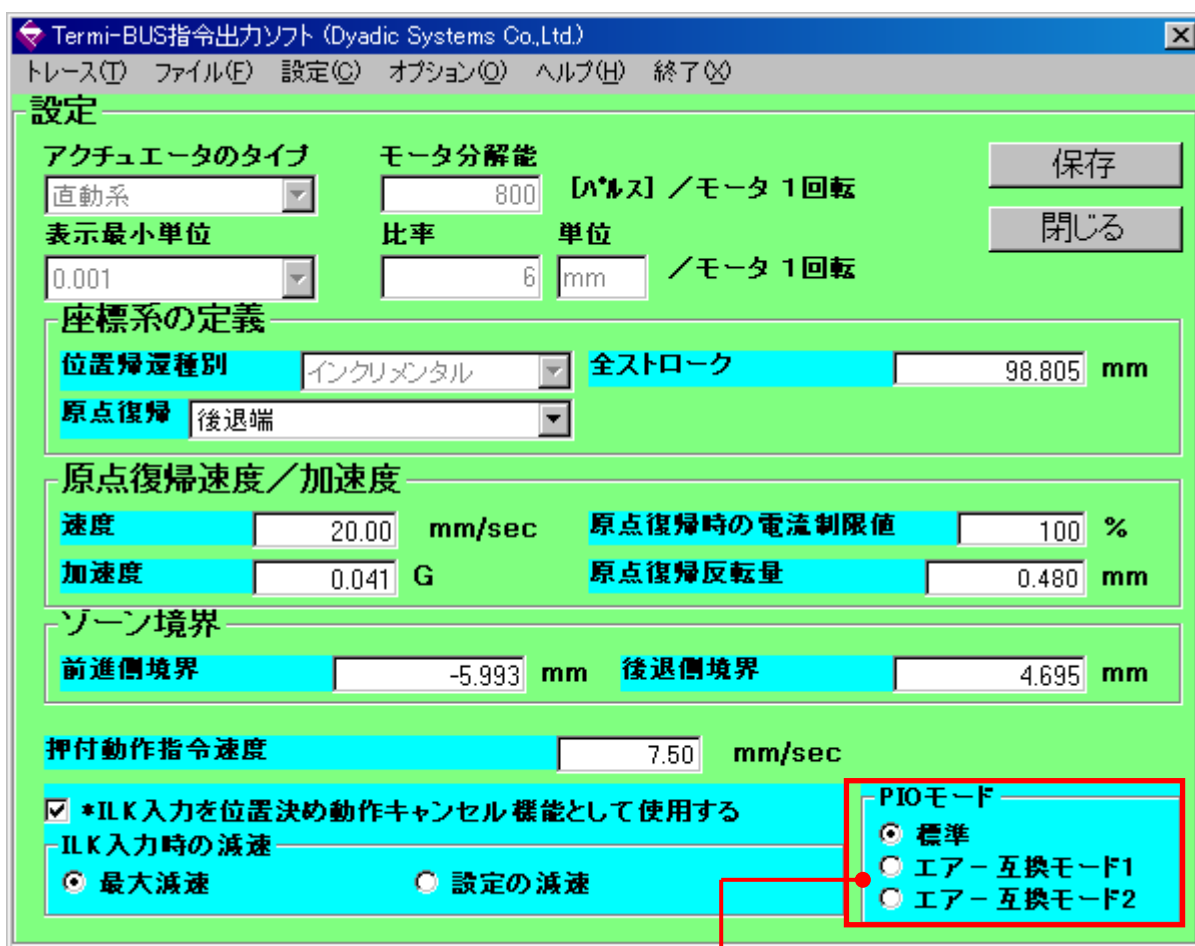 Termi-BUS指令出力ソフト (Dyadic Systems Co.,Ltd.)
トレース(T) ファイル(F) 設定(C) オプション(O) ヘルプ(H) 終了(X)
設定
アクチュエータのタイプ モータ分解能 保存
直動系 800 [パルス] /モータ 1回転
表示最小単位 比率 単位 閉じる
0.001 6 mm /モータ 1回転
座標系の定義
位置帰還種別 インクリメンタル 全ストローク 98.805 mm
原点復帰 後退端
原点復帰速度/加速度
速度 20.00 mm/sec 原点復帰時の電流制限値 100 %
加速度 0.041 G 原点復帰反転量 0.480 mm
ゾーン境界
前進側境界 -5.993 mm 後退側境界 4.695 mm
押付動作指令速度 7.50 mm/sec
*ILK入力を位置決め動作キャンセル機能として使用する
ILK入力時の減速
最大減速 設定の減速
PIOモード
標準
エアー互換モード1
エアー互換モード2